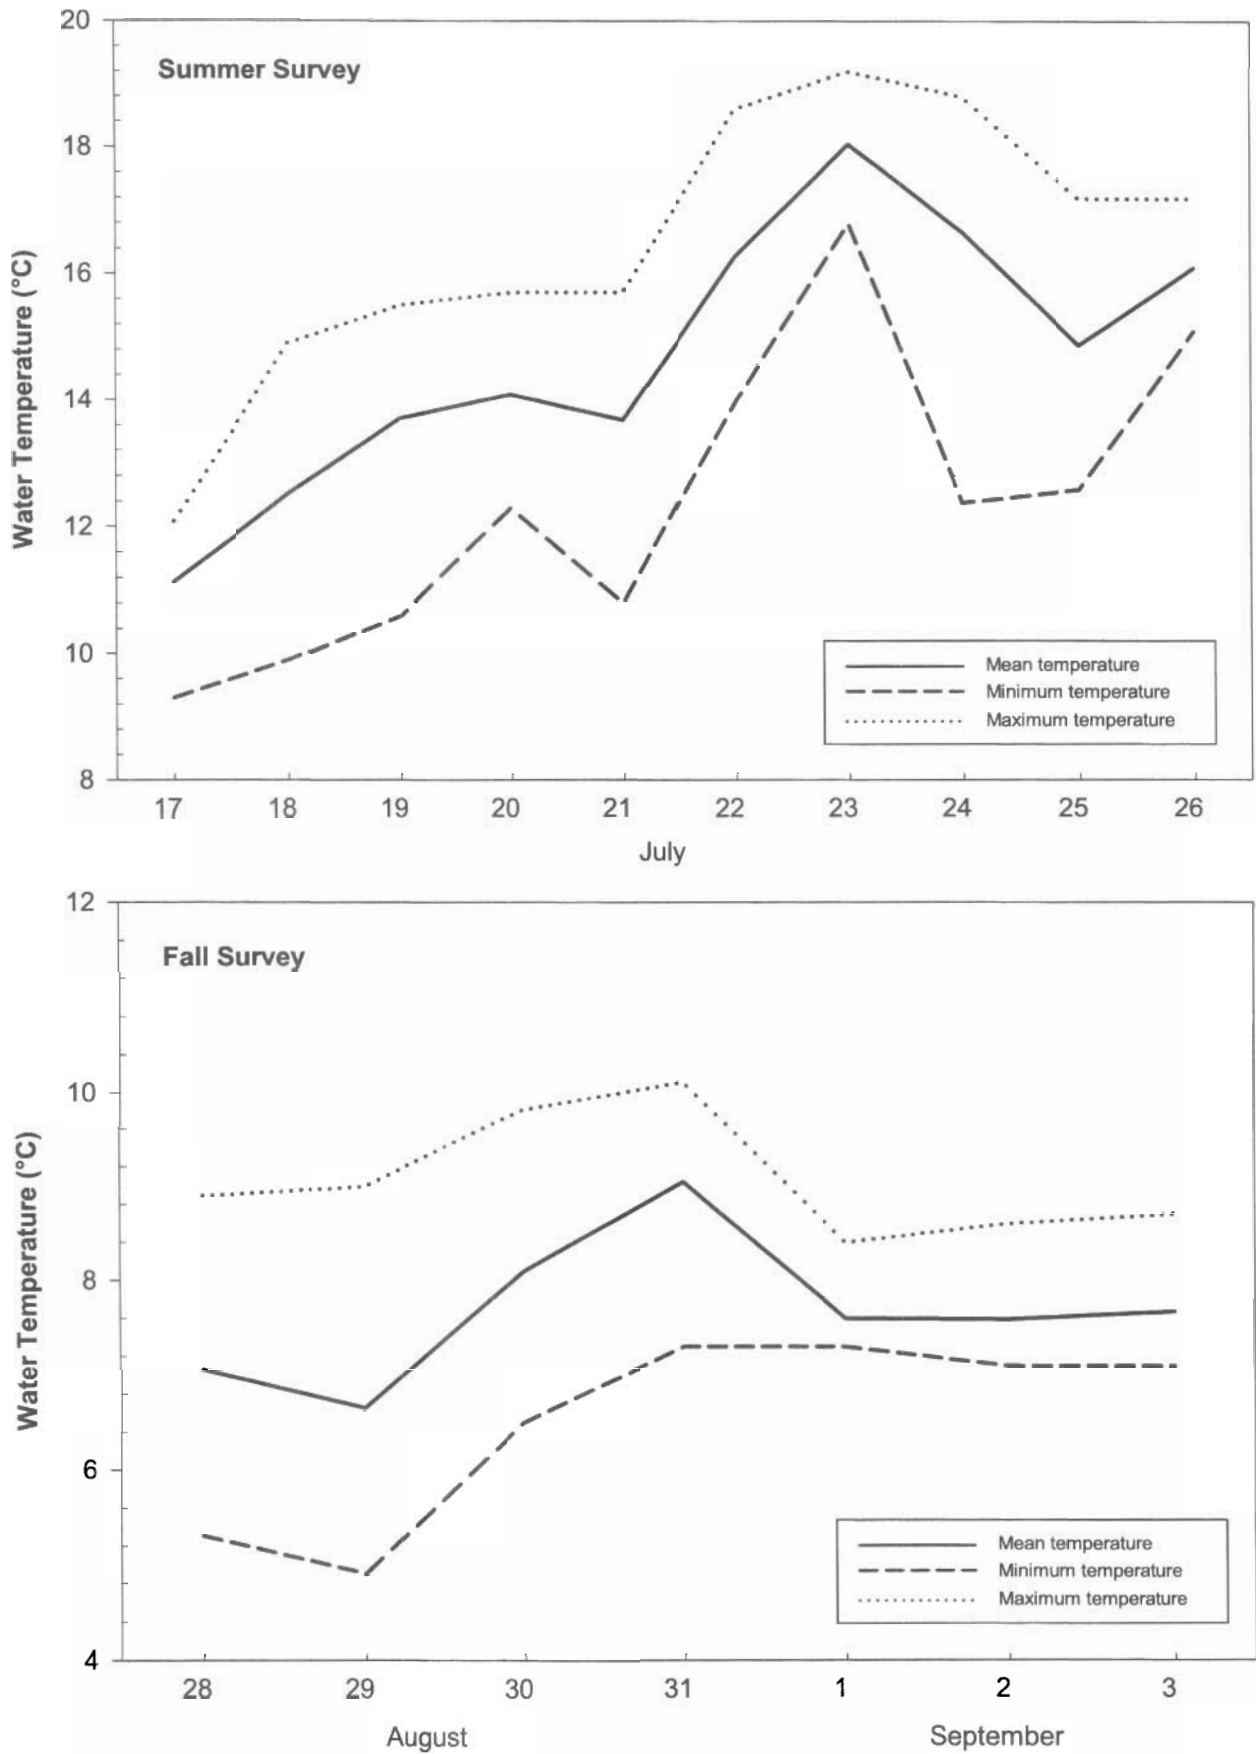 20
Summer Survey
18
16
14
12
10
8
Water Temperature (°C)
Mean temperature
Minimum temperature
Maximum temperature
17 18 19 20 21 22 23 24 25 26
July
12
Fall Survey
10
8
6
4
Water Temperature (°C)
Mean temperature
Minimum temperature
Maximum temperature
28 29 30 31 1 2 3
August September